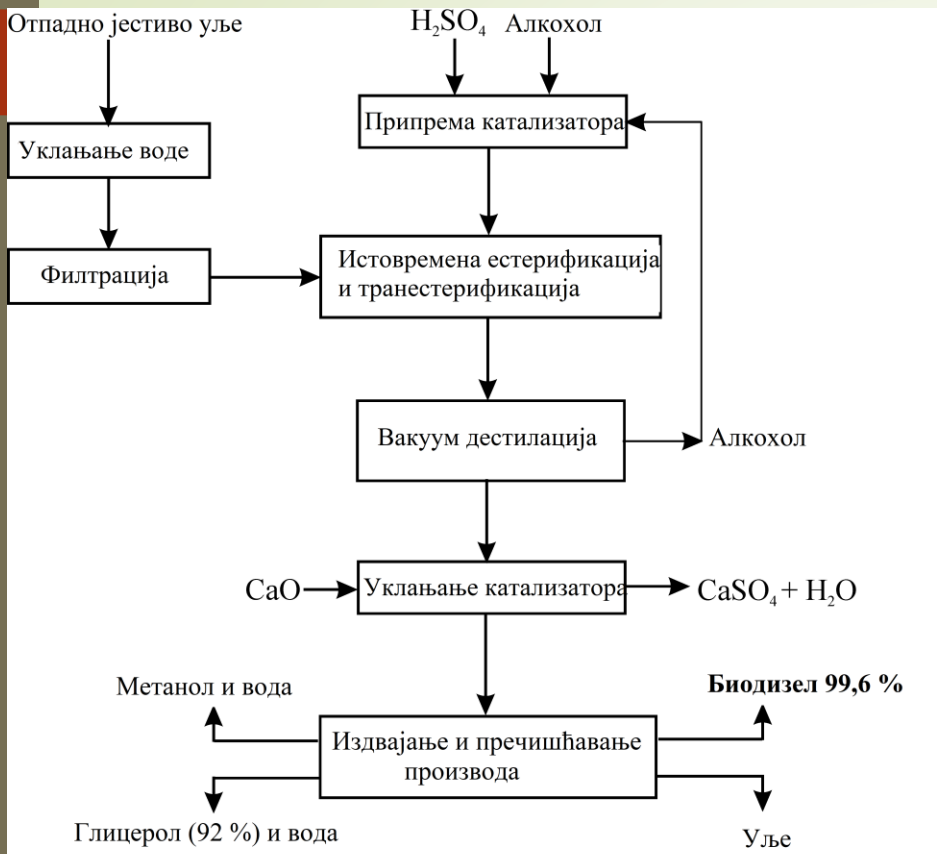 Отпадно јестиво уље
H₂SO₄ Алкохол
Припрема катализатора
Уклањање воде
Филтрација
Истовремена естерификација
и транестерификација
Вакуум дестилација
Алкохол
CaO
Уклањање катализатора
CaSO₄ + H₂O
Метанол и вода
Биодизел 99,6 %
Издвајање и пречишћавање
производа
Глицерол (92 %) и вода
Уље